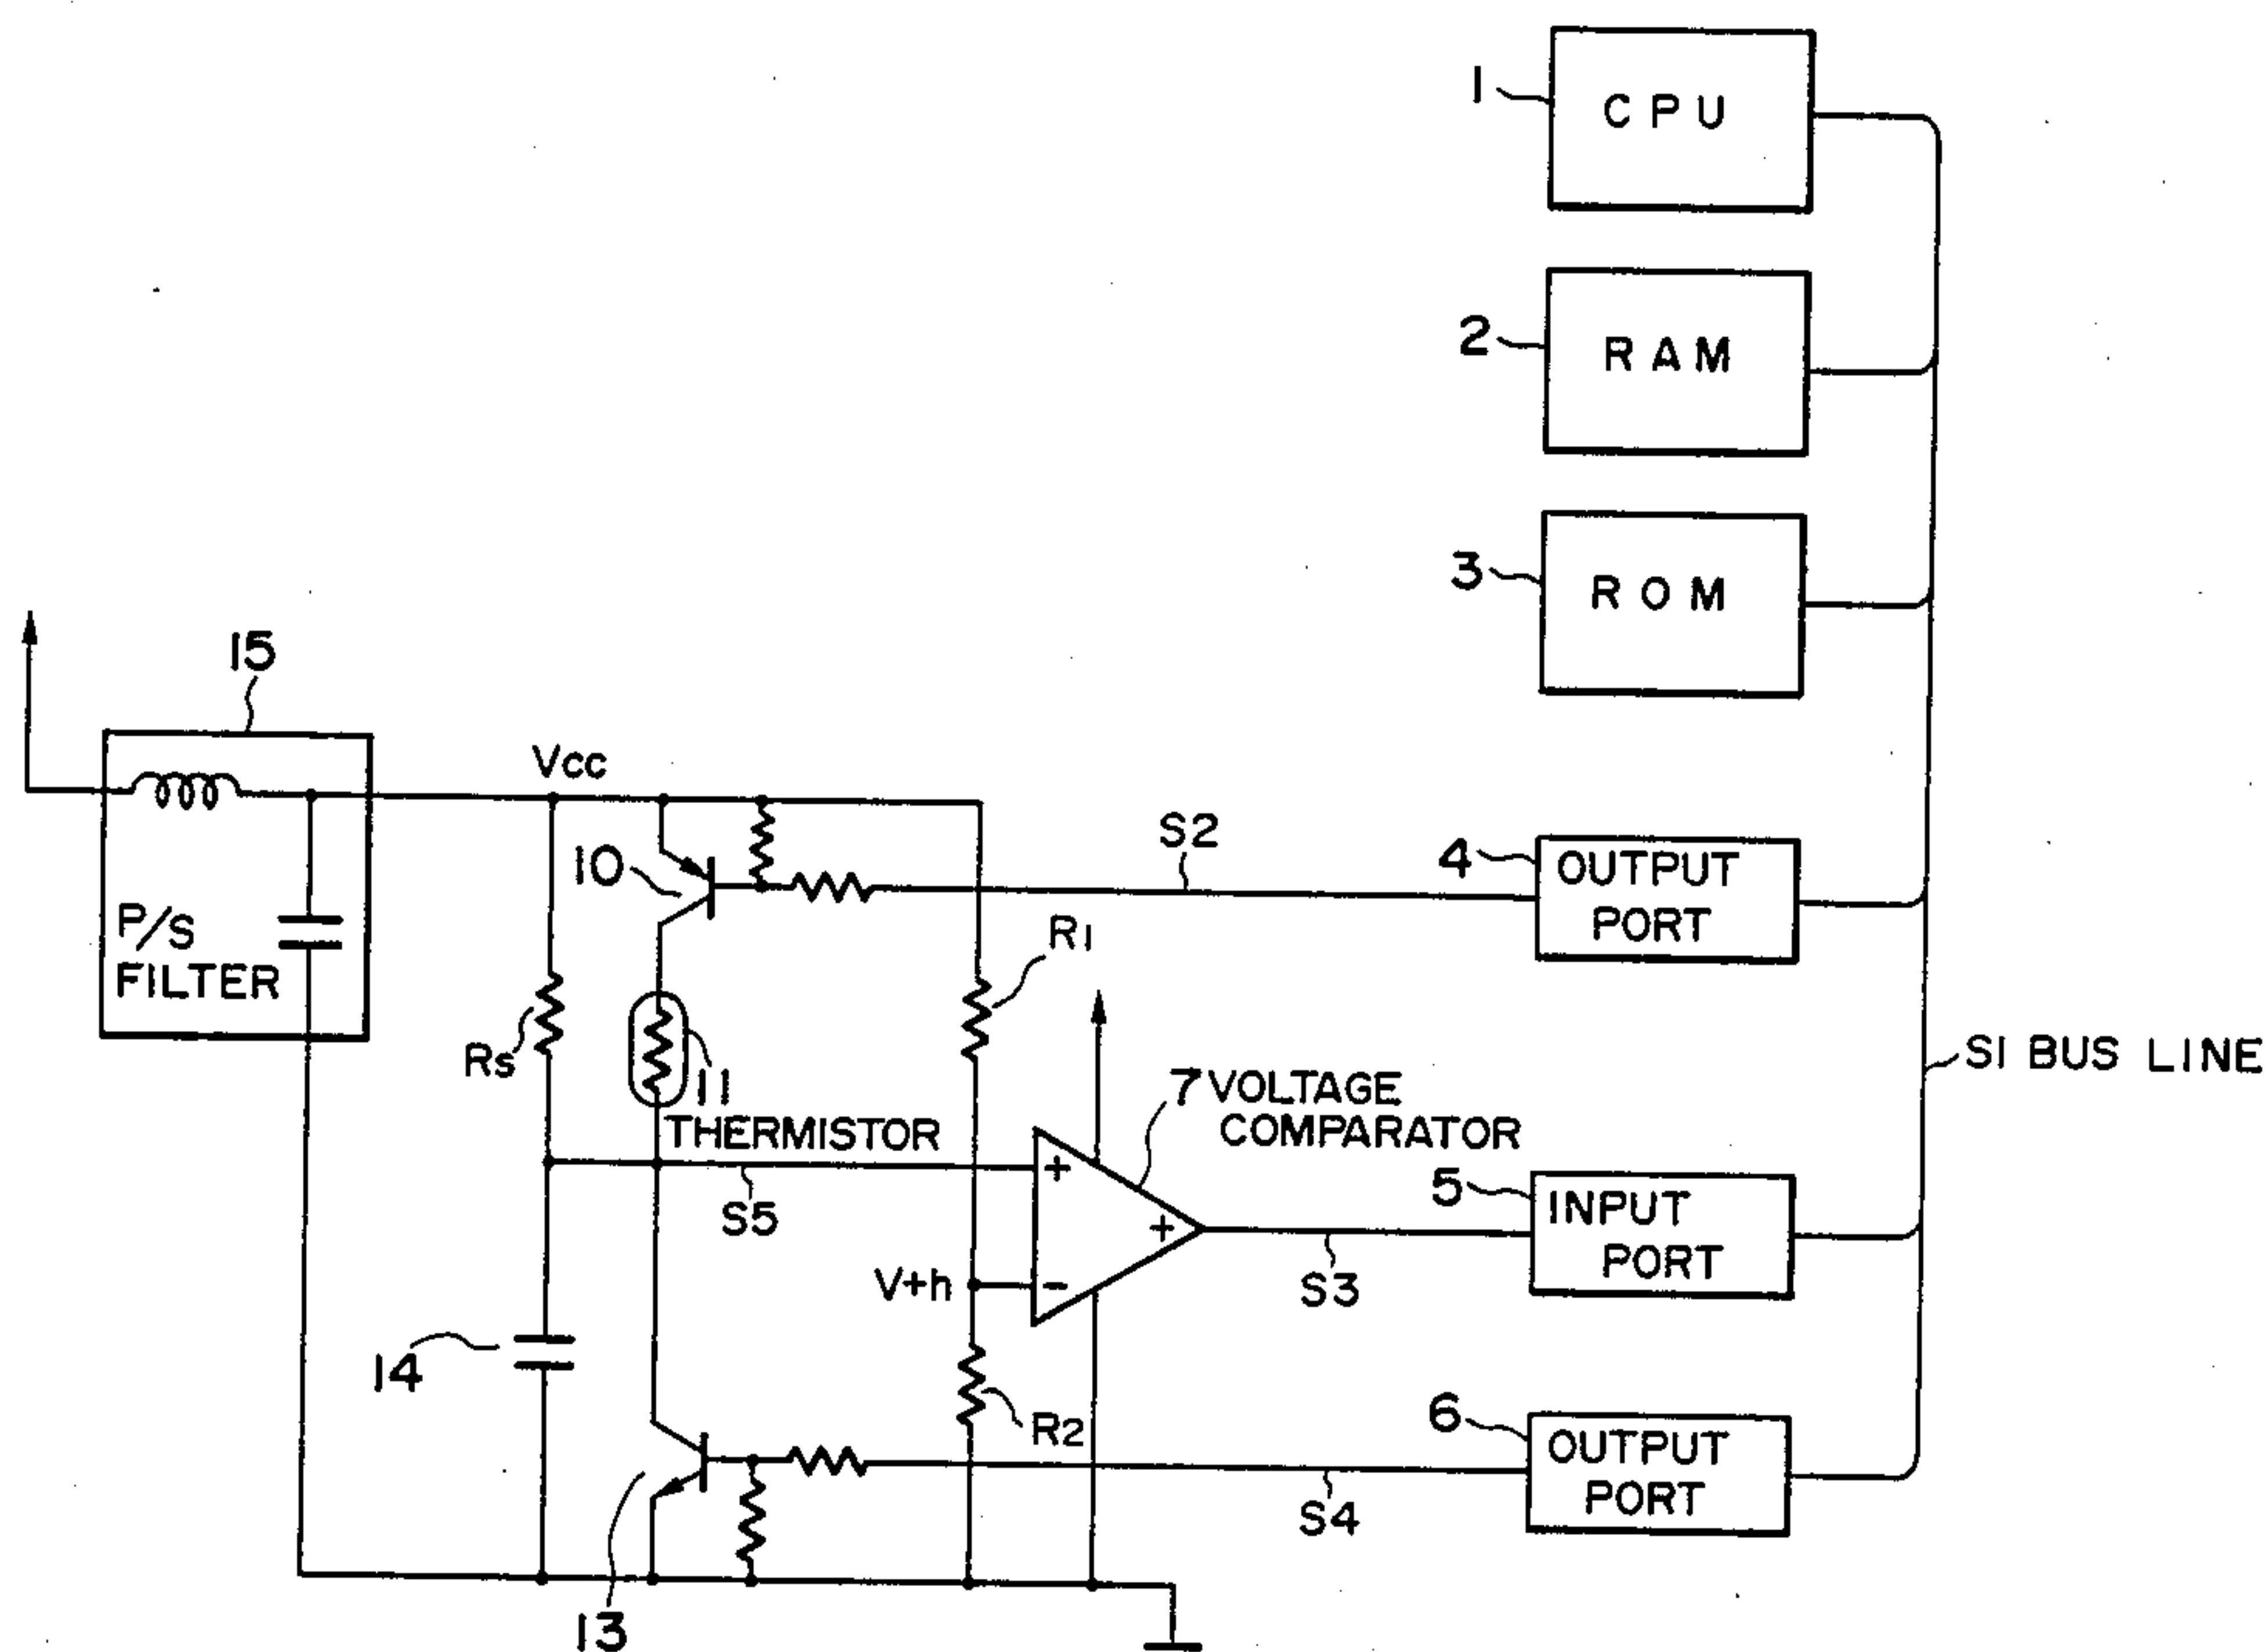 1
CPU
2
RAM
3
ROM
15
Vcc
P/S
FILTER
10
S2
4
OUTPUT
PORT
R1
Rs
11
THERMISTOR
7 VOLTAGE
COMPARATOR
S1 BUS LINE
+
S5
+
5
INPUT
PORT
V+h
-
S3
14
R2
6
OUTPUT
PORT
S4
13